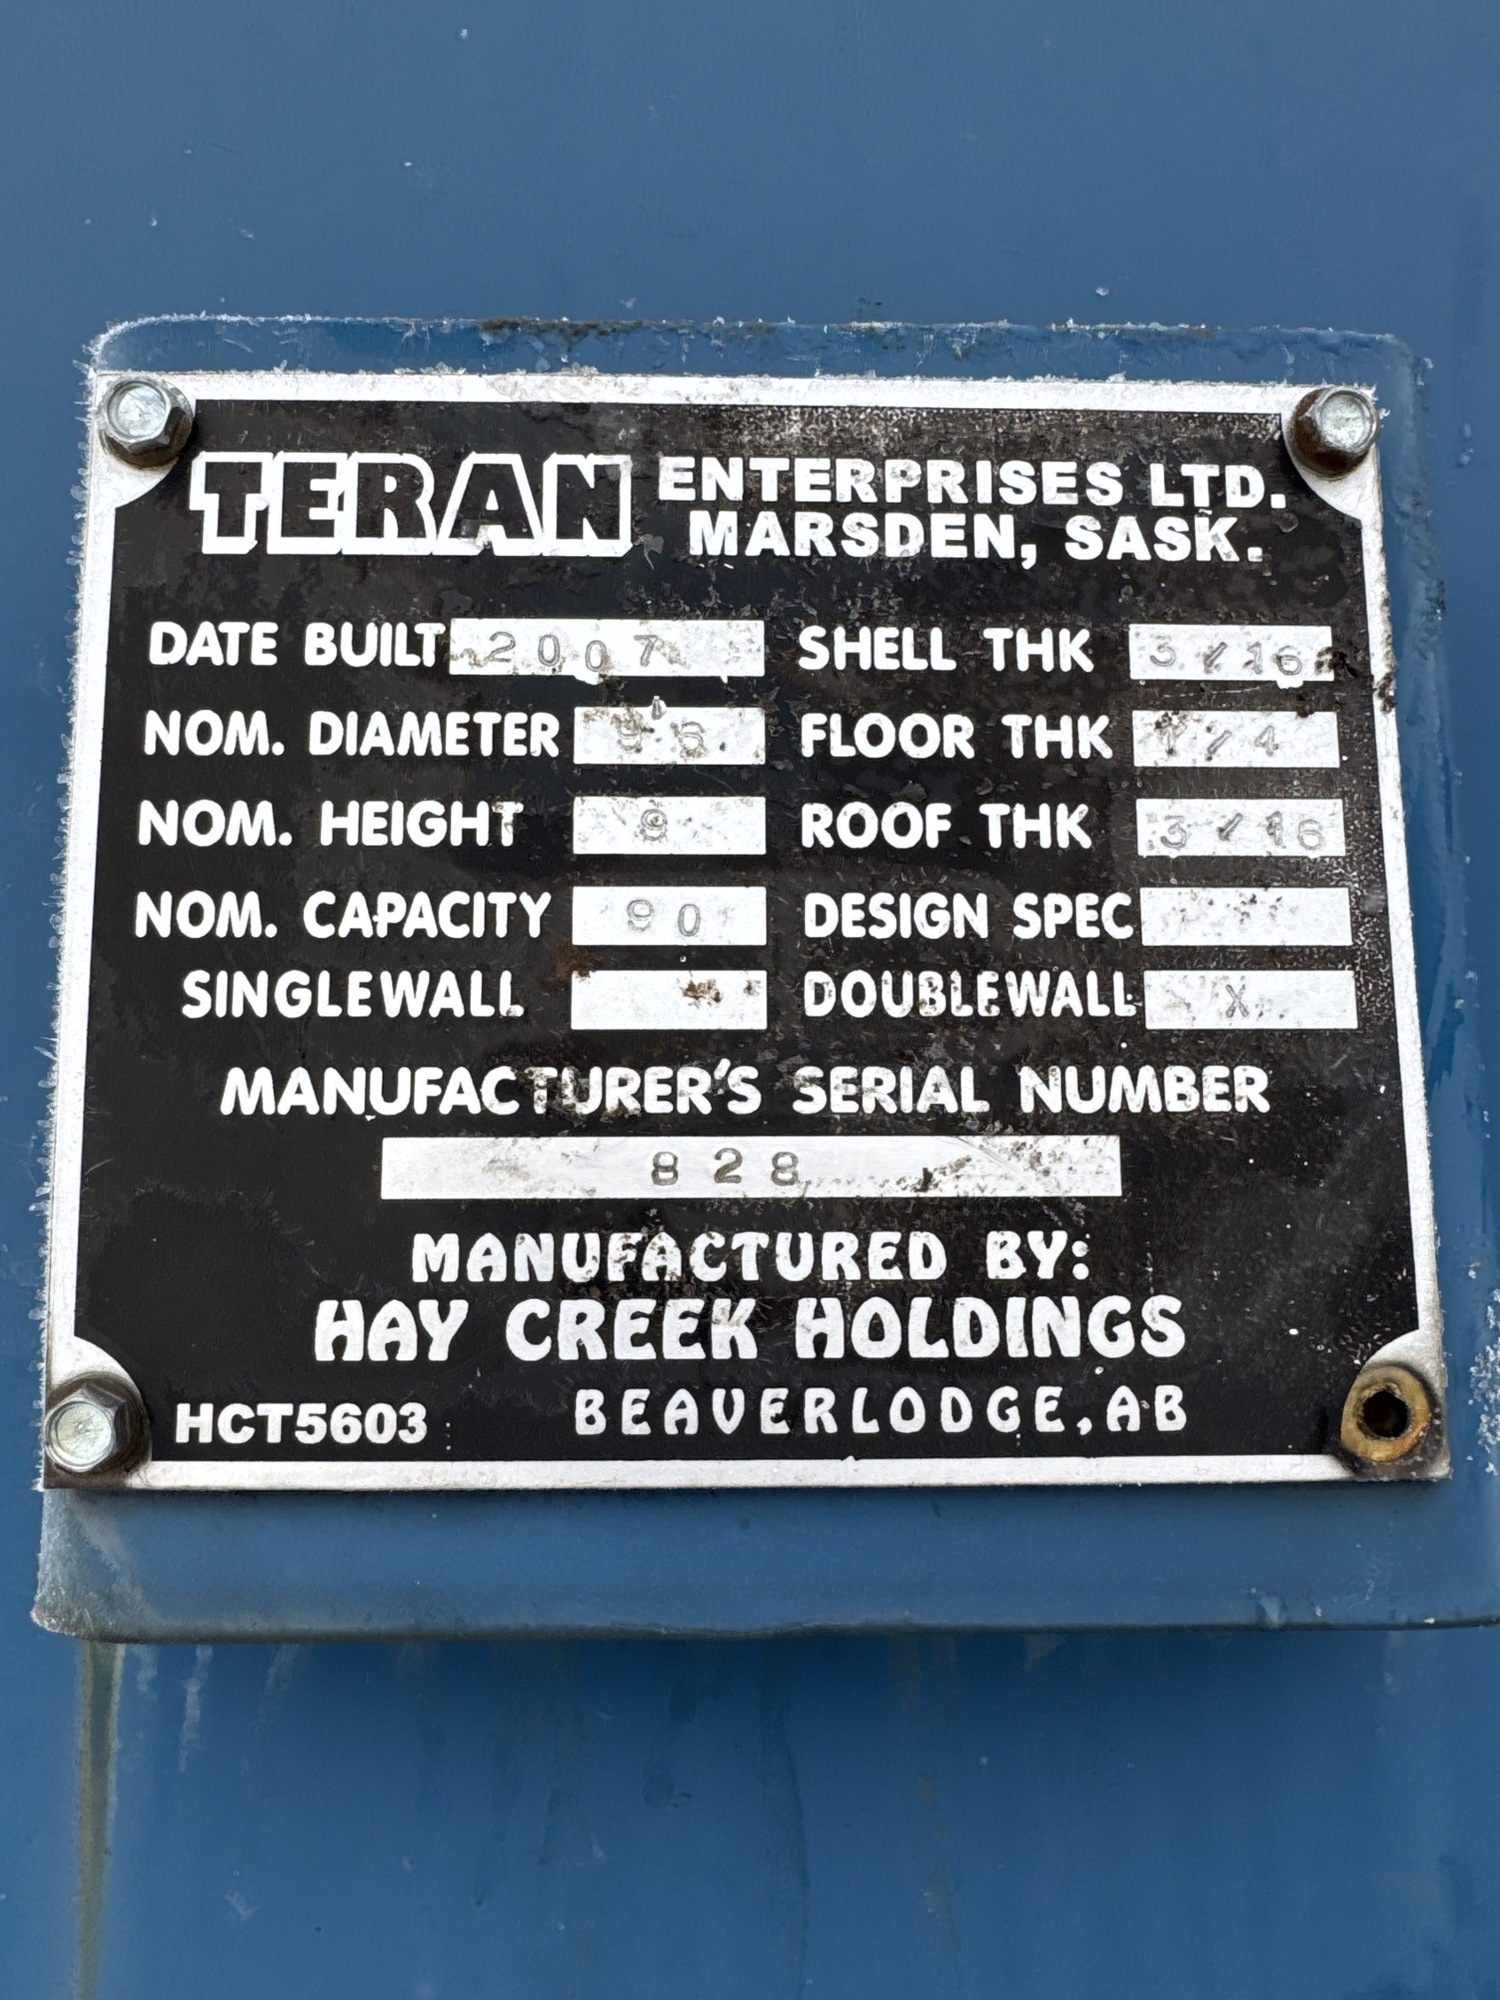 TERAN ENTERPRISES LTD.
MARSDEN, SASK.
DATE BUILT 2007 SHELL THK 3/16
NOM. DIAMETER 96 FLOOR THK 1/4
NOM. HEIGHT 9 ROOF THK 3/16
NOM. CAPACITY 90 DESIGN SPEC
SINGLEWALL DOUBLEWALL X
MANUFACTURER'S SERIAL NUMBER
828
MANUFACTURED BY:
HAY CREEK HOLDINGS
HCT5603 BEAVERLODGE, AB